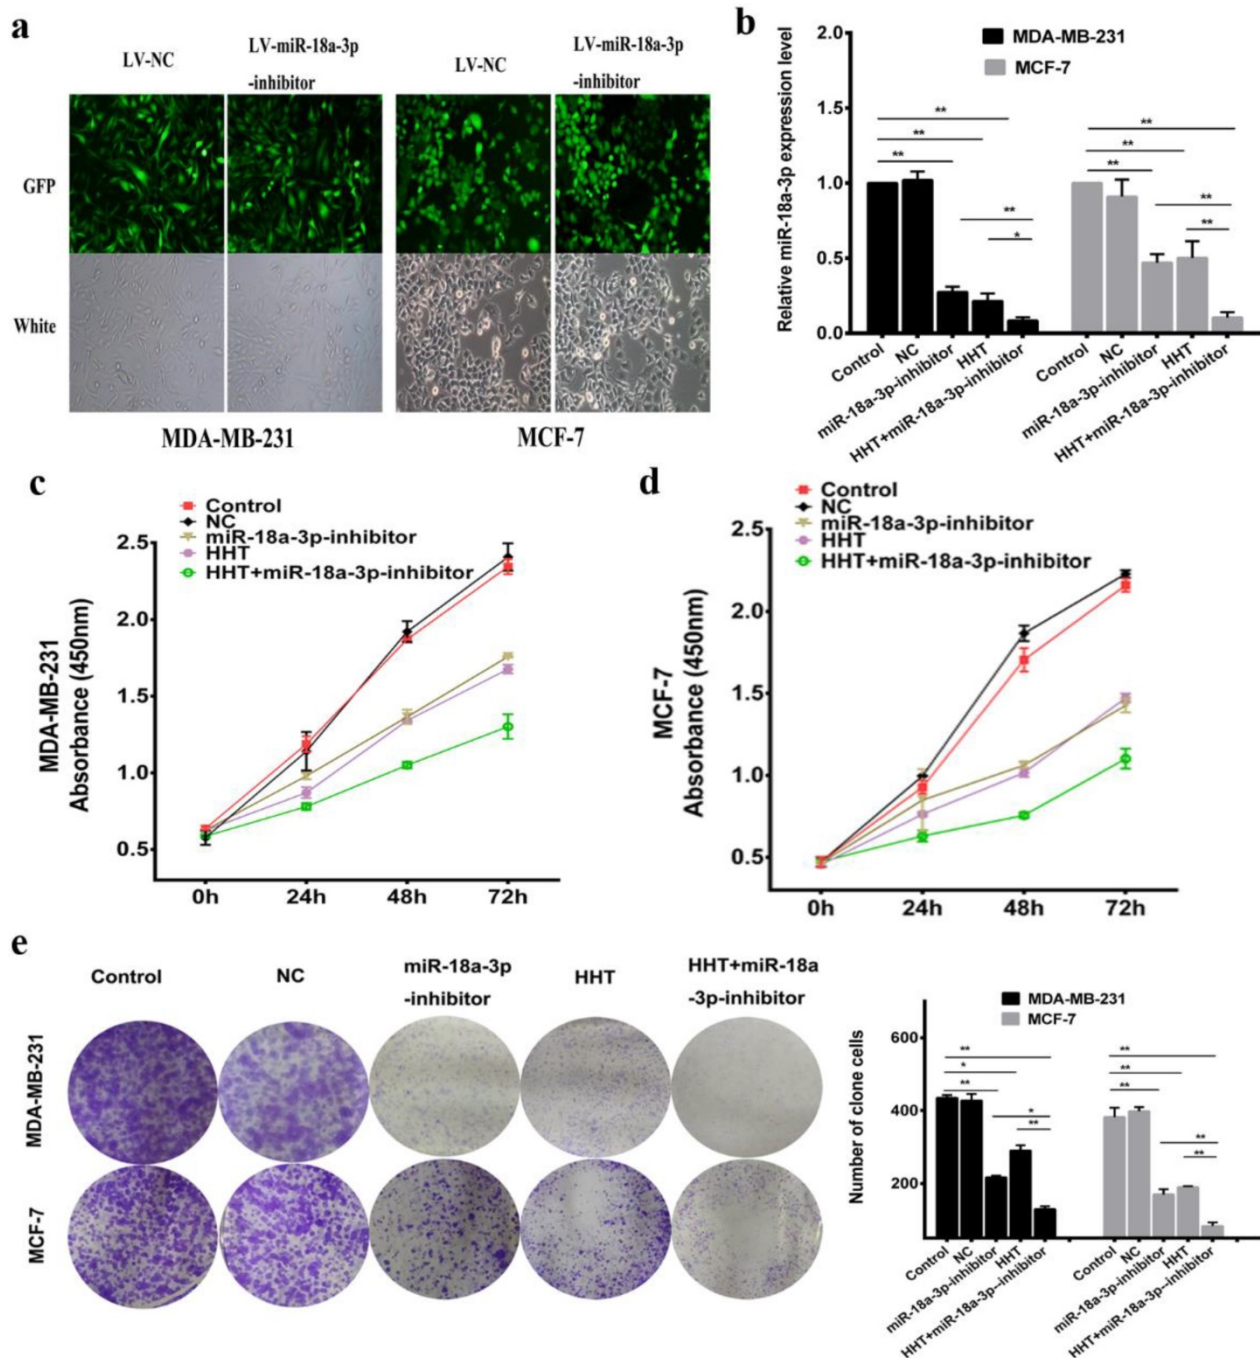 a
LV-NC
LV-miR-18a-3p
-inhibitor
LV-NC
LV-miR-18a-3p
-inhibitor
GFP
White
MDA-MB-231
MCF-7
b
MDA-MB-231
MCF-7
Relative miR-18a-3p expression level
2.0
1.5
1.0
0.5
0.0
**
**
**
**
*
**
**
**
**
**
Control
NC
miR-18a-3p-inhibitor
HHT
HHT+miR-18a-3p-inhibitor
Control
NC
miR-18a-3p-inhibitor
HHT
HHT+miR-18a-3p-inhibitor
c
Control
NC
miR-18a-3p-inhibitor
HHT
HHT+miR-18a-3p-inhibitor
MDA-MB-231
Absorbance (450nm)
2.5
2.0
1.5
1.0
0.5
0h
24h
48h
72h
d
Control
NC
miR-18a-3p-inhibitor
HHT
HHT+miR-18a-3p-inhibitor
MCF-7
Absorbance (450nm)
2.5
2.0
1.5
1.0
0.5
0h
24h
48h
72h
e
Control
NC
miR-18a-3p
-inhibitor
HHT
HHT+miR-18a
-3p-inhibitor
MDA-MB-231
MCF-7
MDA-MB-231
MCF-7
Number of clone cells
600
400
200
**
*
**
*
**
**
**
**
**
**
Control
NC
miR-18a-3p-inhibitor
HHT
HHT+miR-18a-3p--inhibitor
Control
NC
miR-18a-3p-inhibitor
HHT
HHT+miR-18a-3p--inhibitor